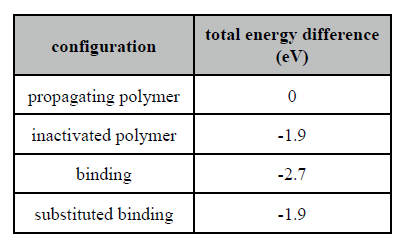 configuration total energy difference
(eV)
propagating polymer 0
inactivated polymer -1.9
binding -2.7
substituted binding -1.9